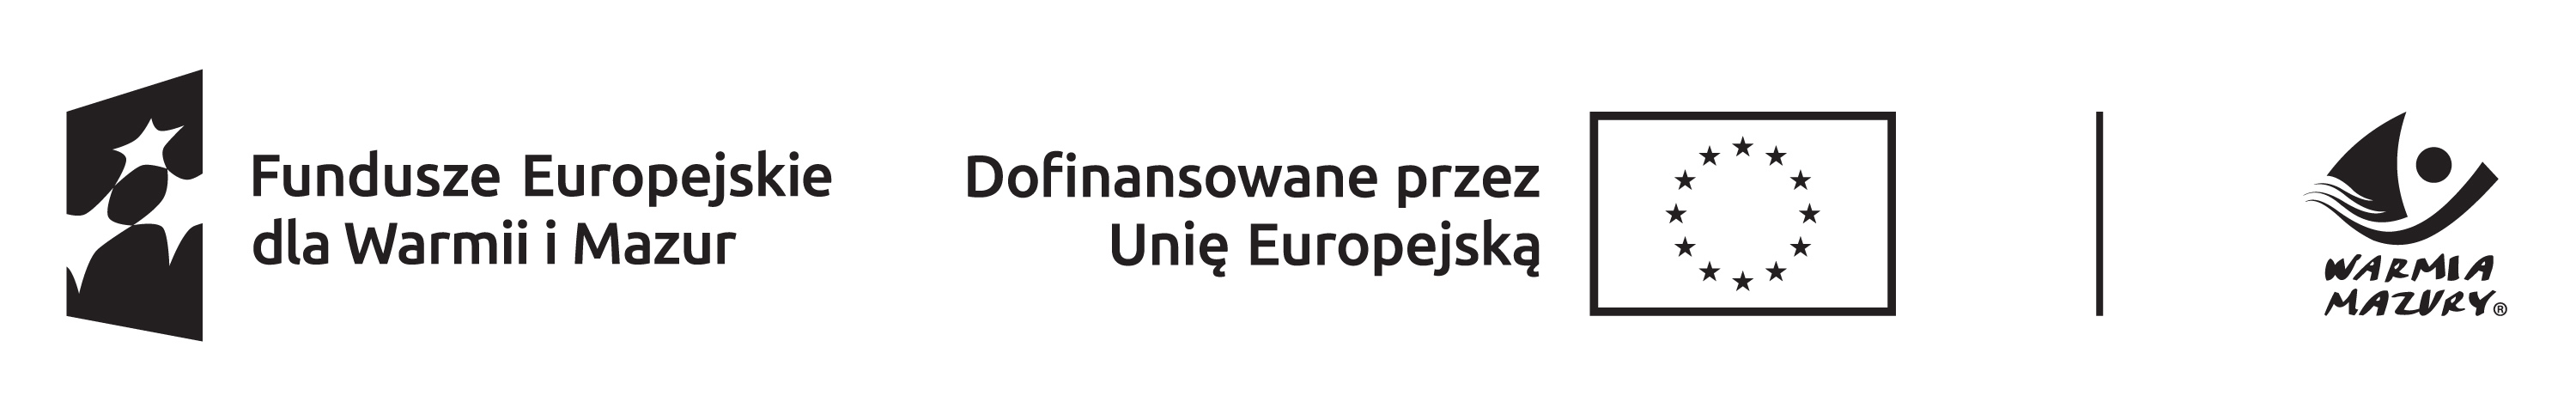 Fundusze Europejskie
dla Warmii i Mazur
Dofinansowane przez
Unię Europejską
WARMIA
MAZURY®